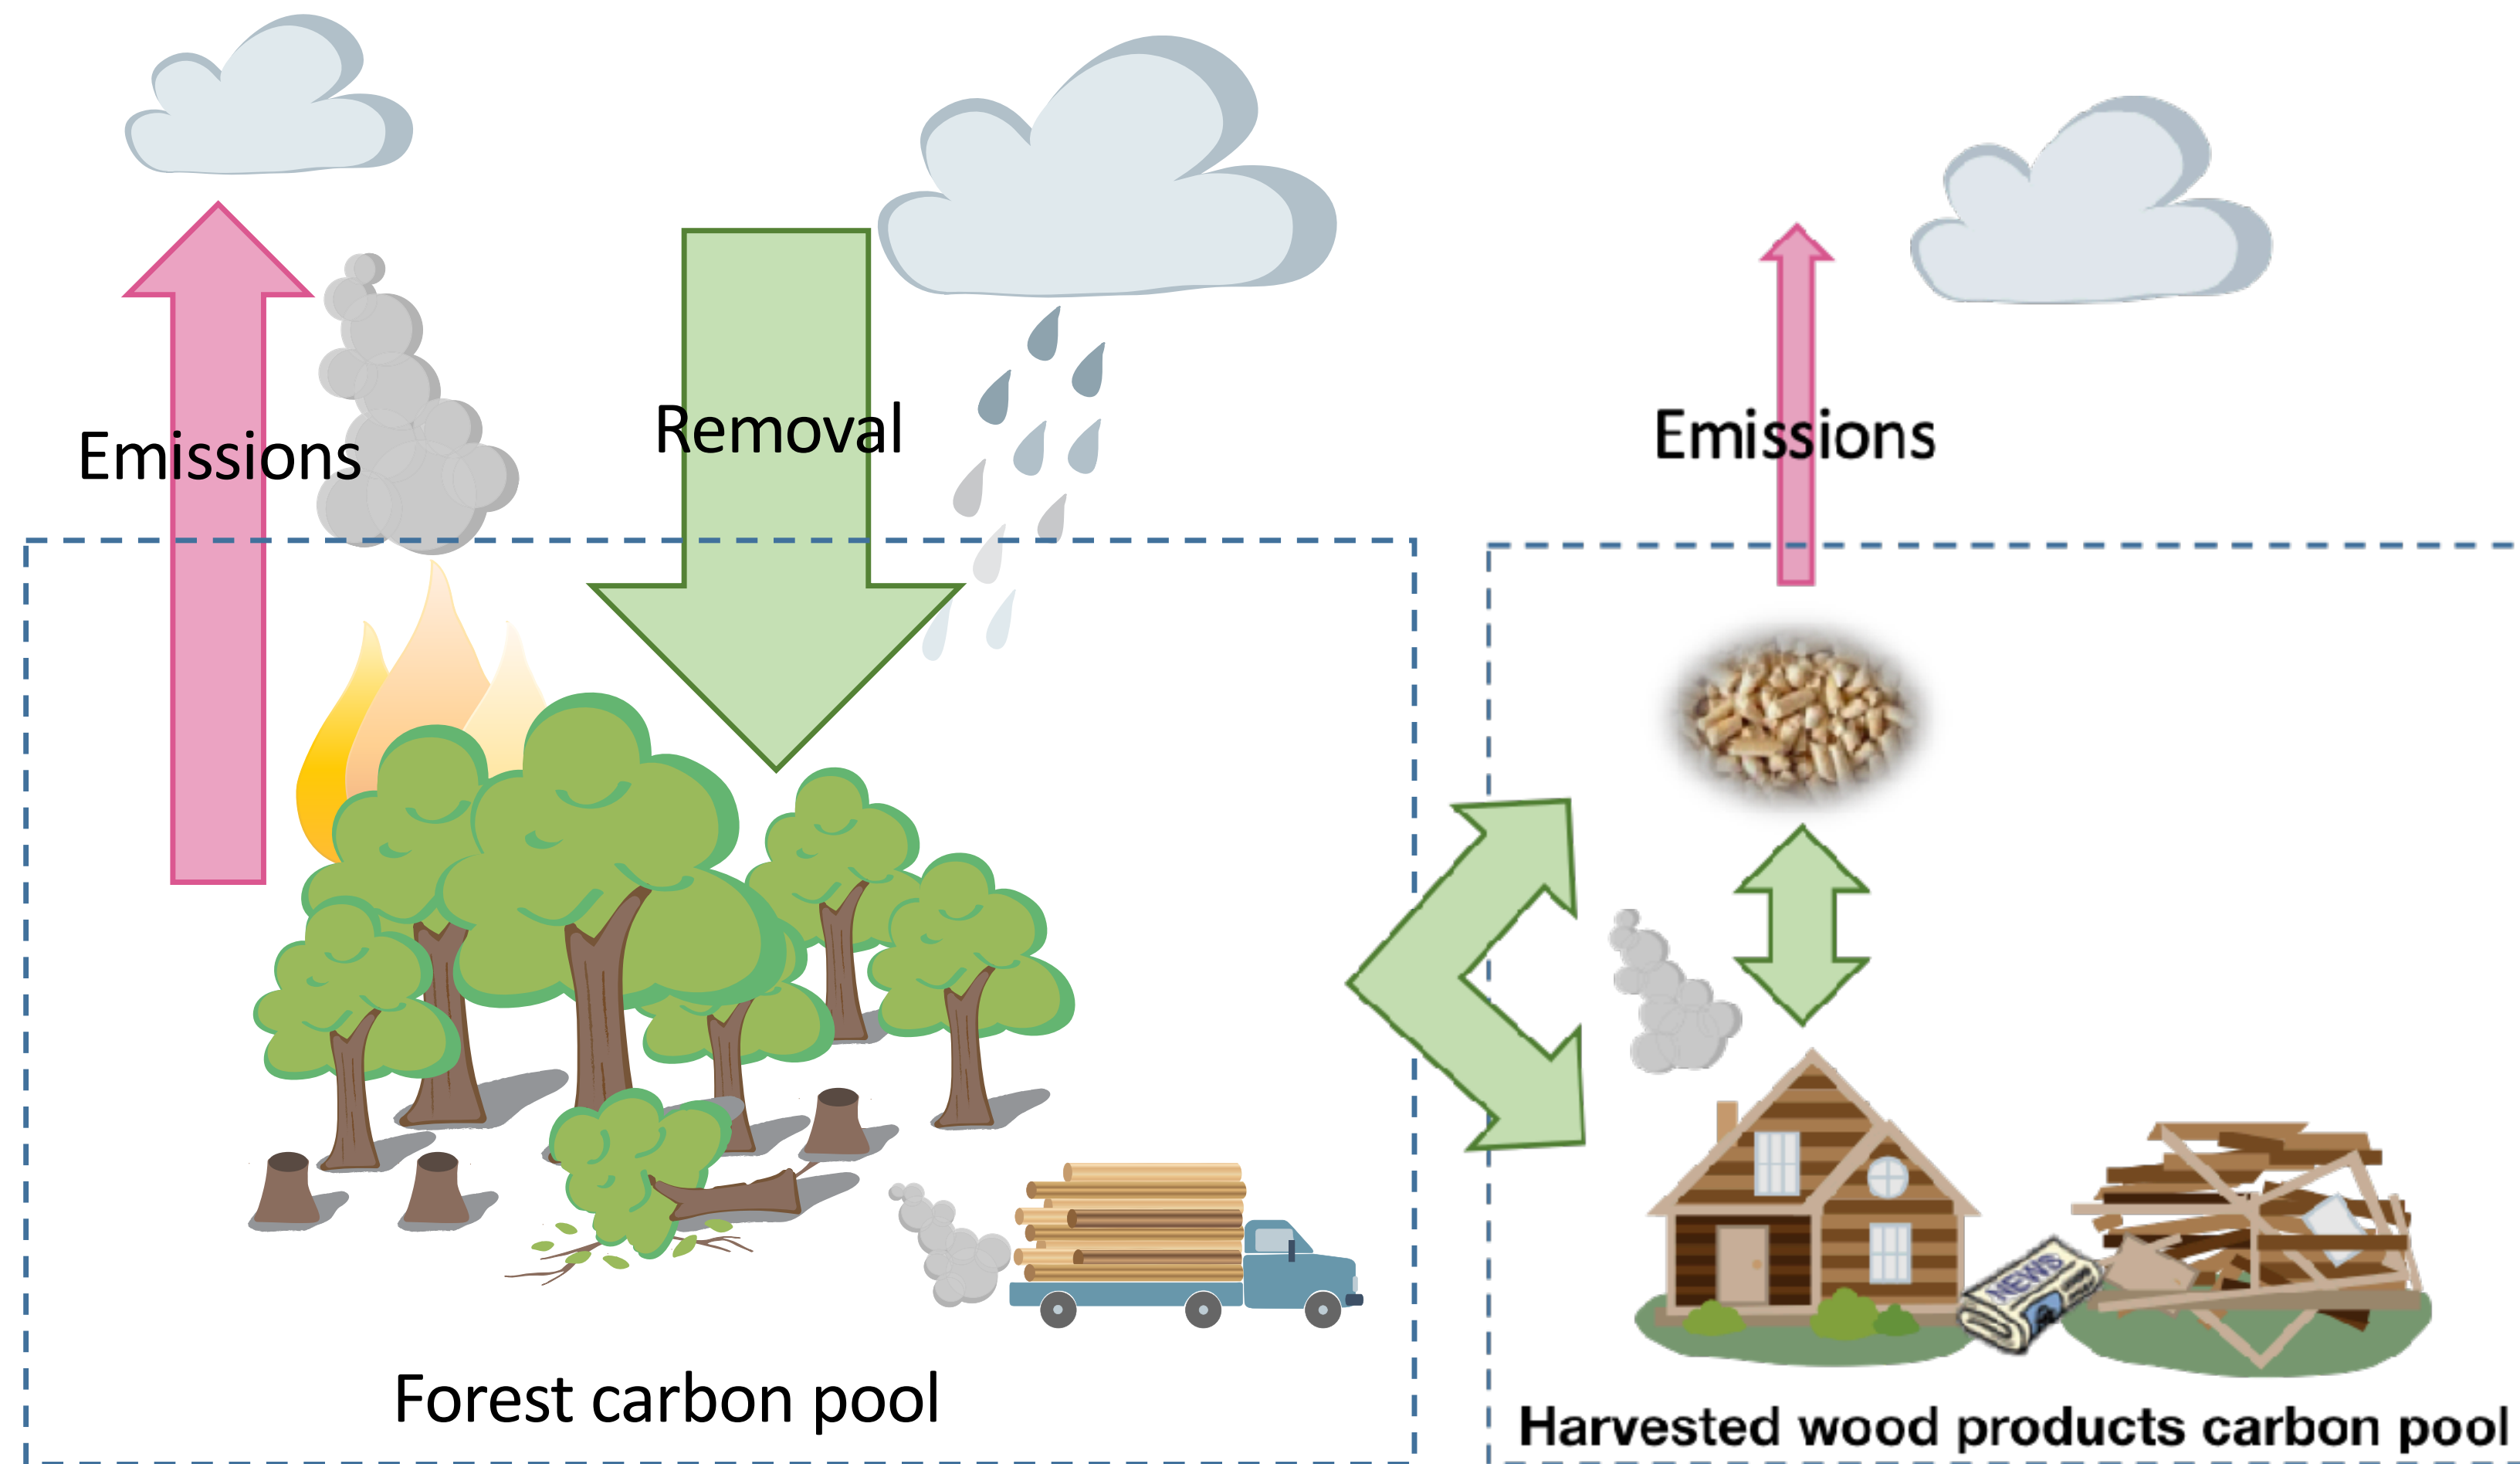 Emissions
Removal
Emissions
NEWS
Forest carbon pool
Harvested wood products carbon pool